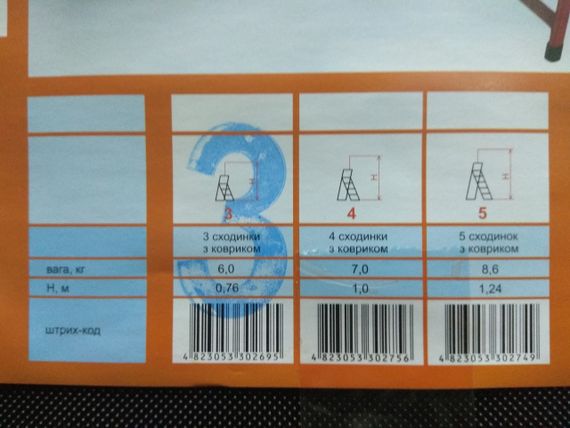 3
H H H
3 4 5
3 сходинки 4 сходинки 5 сходинок
з ковриком з ковриком з ковриком
вага, кг 6,0 7,0 8,6
Н, м 0,76 1,0 1,24
штрих-код
4 823053 302695 4 823053 302756 4 823053 302749